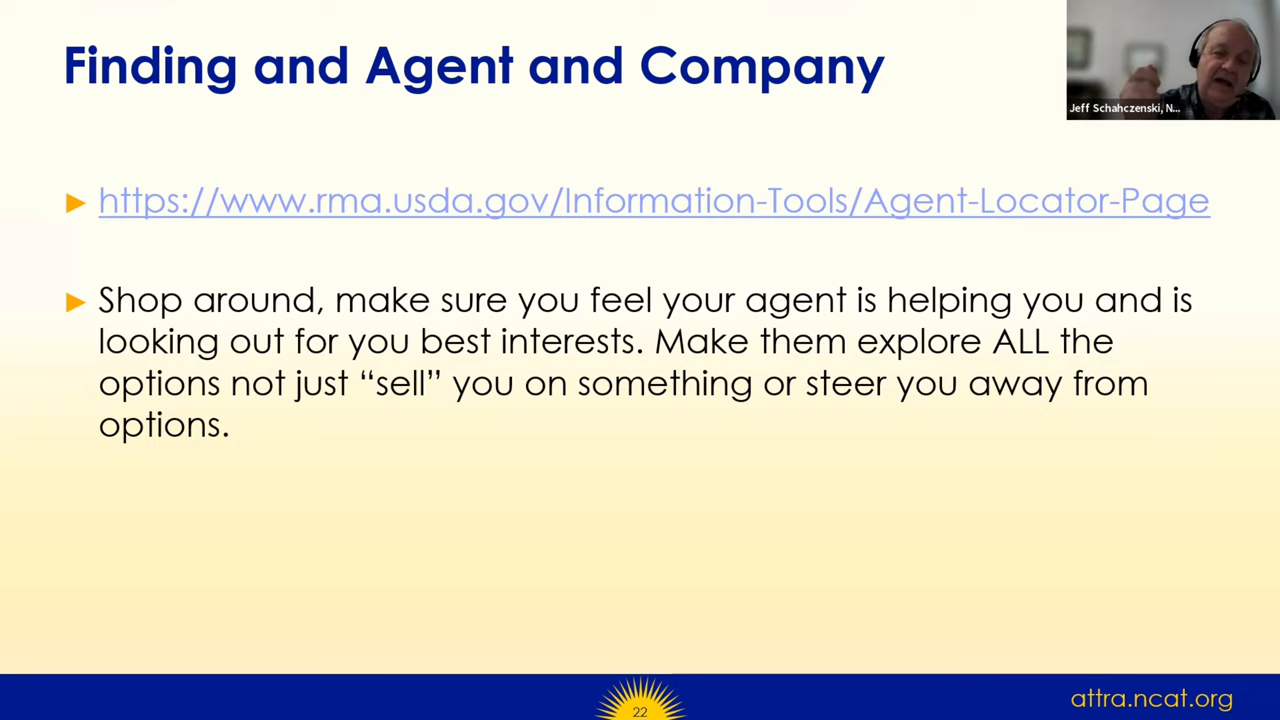 Finding and Agent and Company
Jeff Schahczenski, N...
► https://www.rma.usda.gov/Information-Tools/Agent-Locator-Page
► Shop around, make sure you feel your agent is helping you and is
looking out for you best interests. Make them explore ALL the
options not just “sell” you on something or steer you away from
options.
22
attra.ncat.org